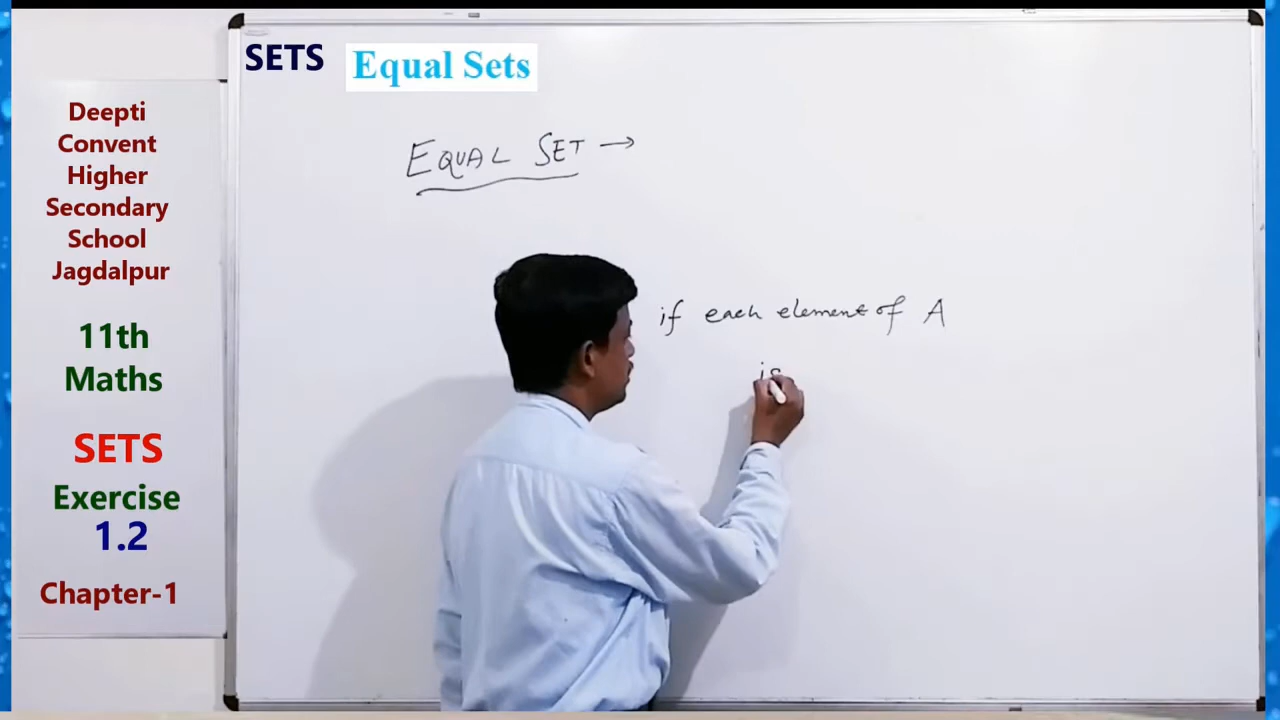 SETS
Equal Sets
Deepti
Convent
Higher
Secondary
School
Jagdalpur
11th
Maths
SETS
Exercise
1.2
Chapter-1
EQUAL SET →
if each element of A
is